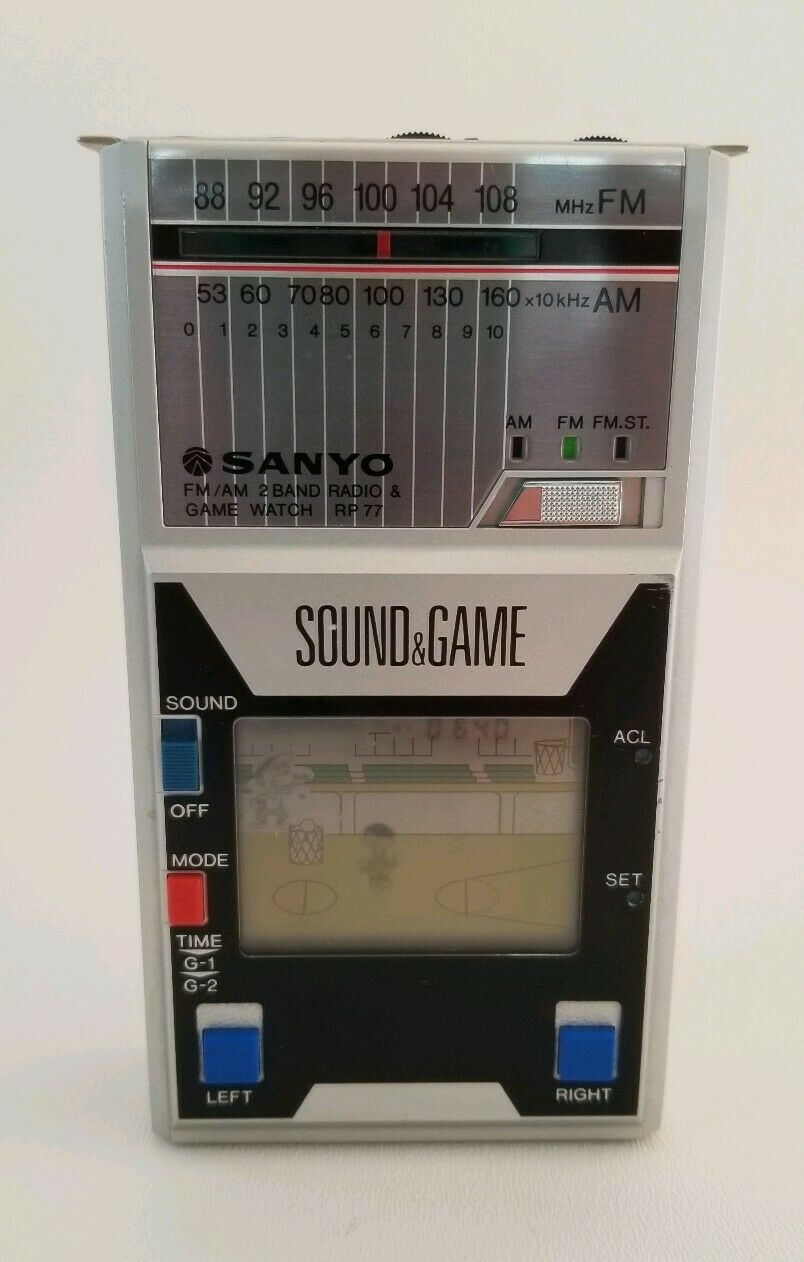 88 92 96 100 104 108 MHz FM
53 60 70 80 100 130 160 x10kHz AM
0 1 2 3 4 5 6 7 8 9 10
AM FM FM.ST.
SANYO
FM/AM 2 BAND RADIO &
GAME WATCH RP 77
SOUND&GAME
SOUND
OFF
ACL
MODE
SET
TIME
G-1
G-2
LEFT
RIGHT